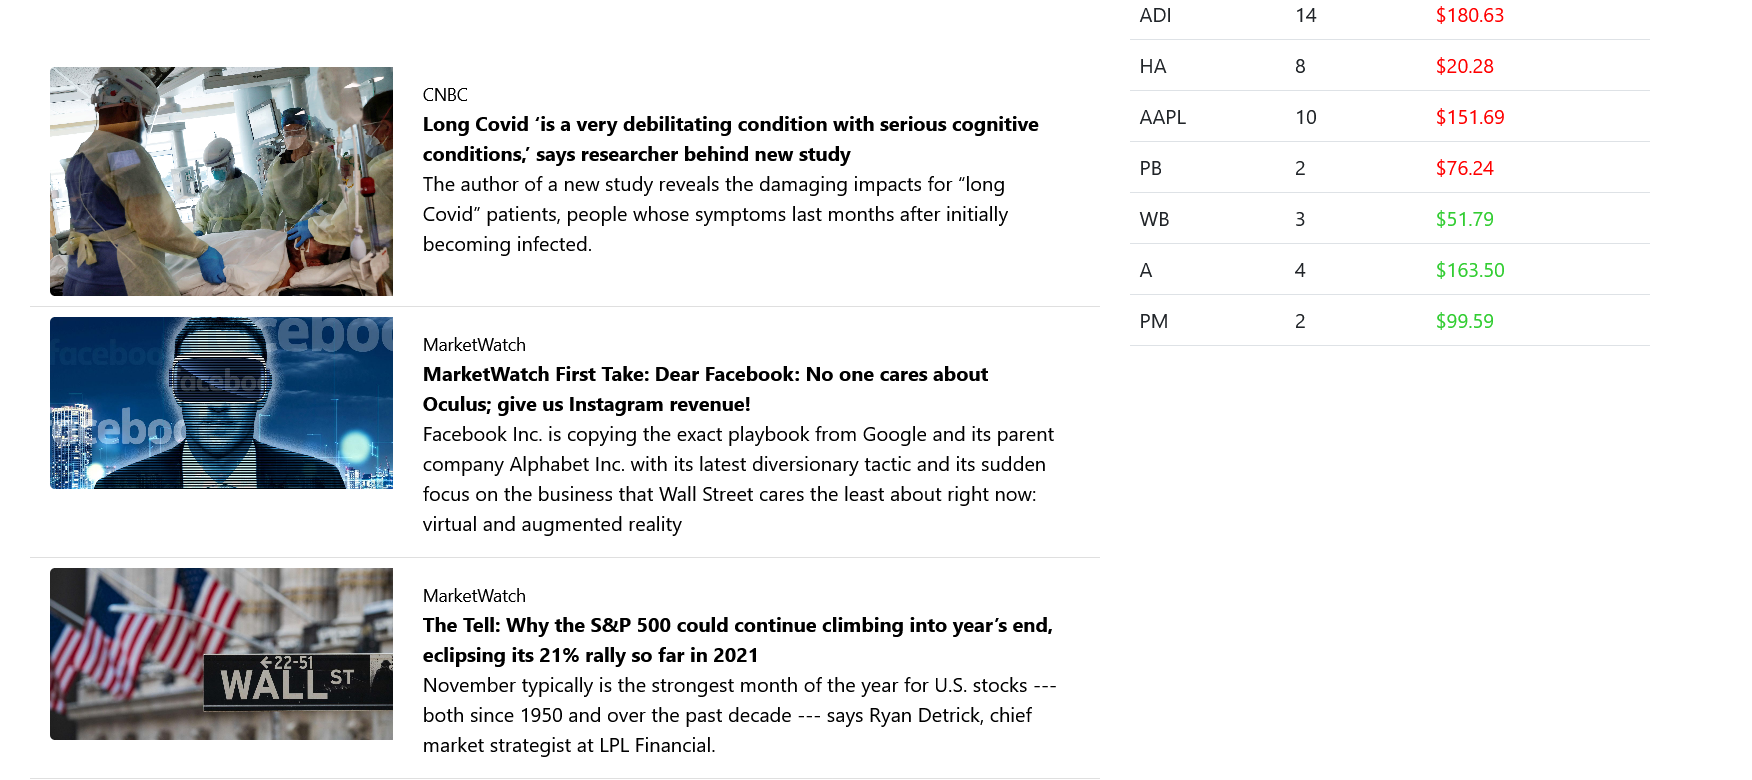 CNBC
Long Covid ‘is a very debilitating condition with serious cognitive
conditions,’ says researcher behind new study
The author of a new study reveals the damaging impacts for “long
Covid” patients, people whose symptoms last months after initially
becoming infected.
facebook
facebook
MarketWatch
MarketWatch First Take: Dear Facebook: No one cares about
Oculus; give us Instagram revenue!
Facebook Inc. is copying the exact playbook from Google and its parent
company Alphabet Inc. with its latest diversionary tactic and its sudden
focus on the business that Wall Street cares the least about right now:
virtual and augmented reality
←22-51
WALL ST
MarketWatch
The Tell: Why the S&P 500 could continue climbing into year’s end,
eclipsing its 21% rally so far in 2021
November typically is the strongest month of the year for U.S. stocks ---
both since 1950 and over the past decade --- says Ryan Detrick, chief
market strategist at LPL Financial.
ADI 14 $180.63
HA 8 $20.28
AAPL 10 $151.69
PB 2 $76.24
WB 3 $51.79
A 4 $163.50
PM 2 $99.59